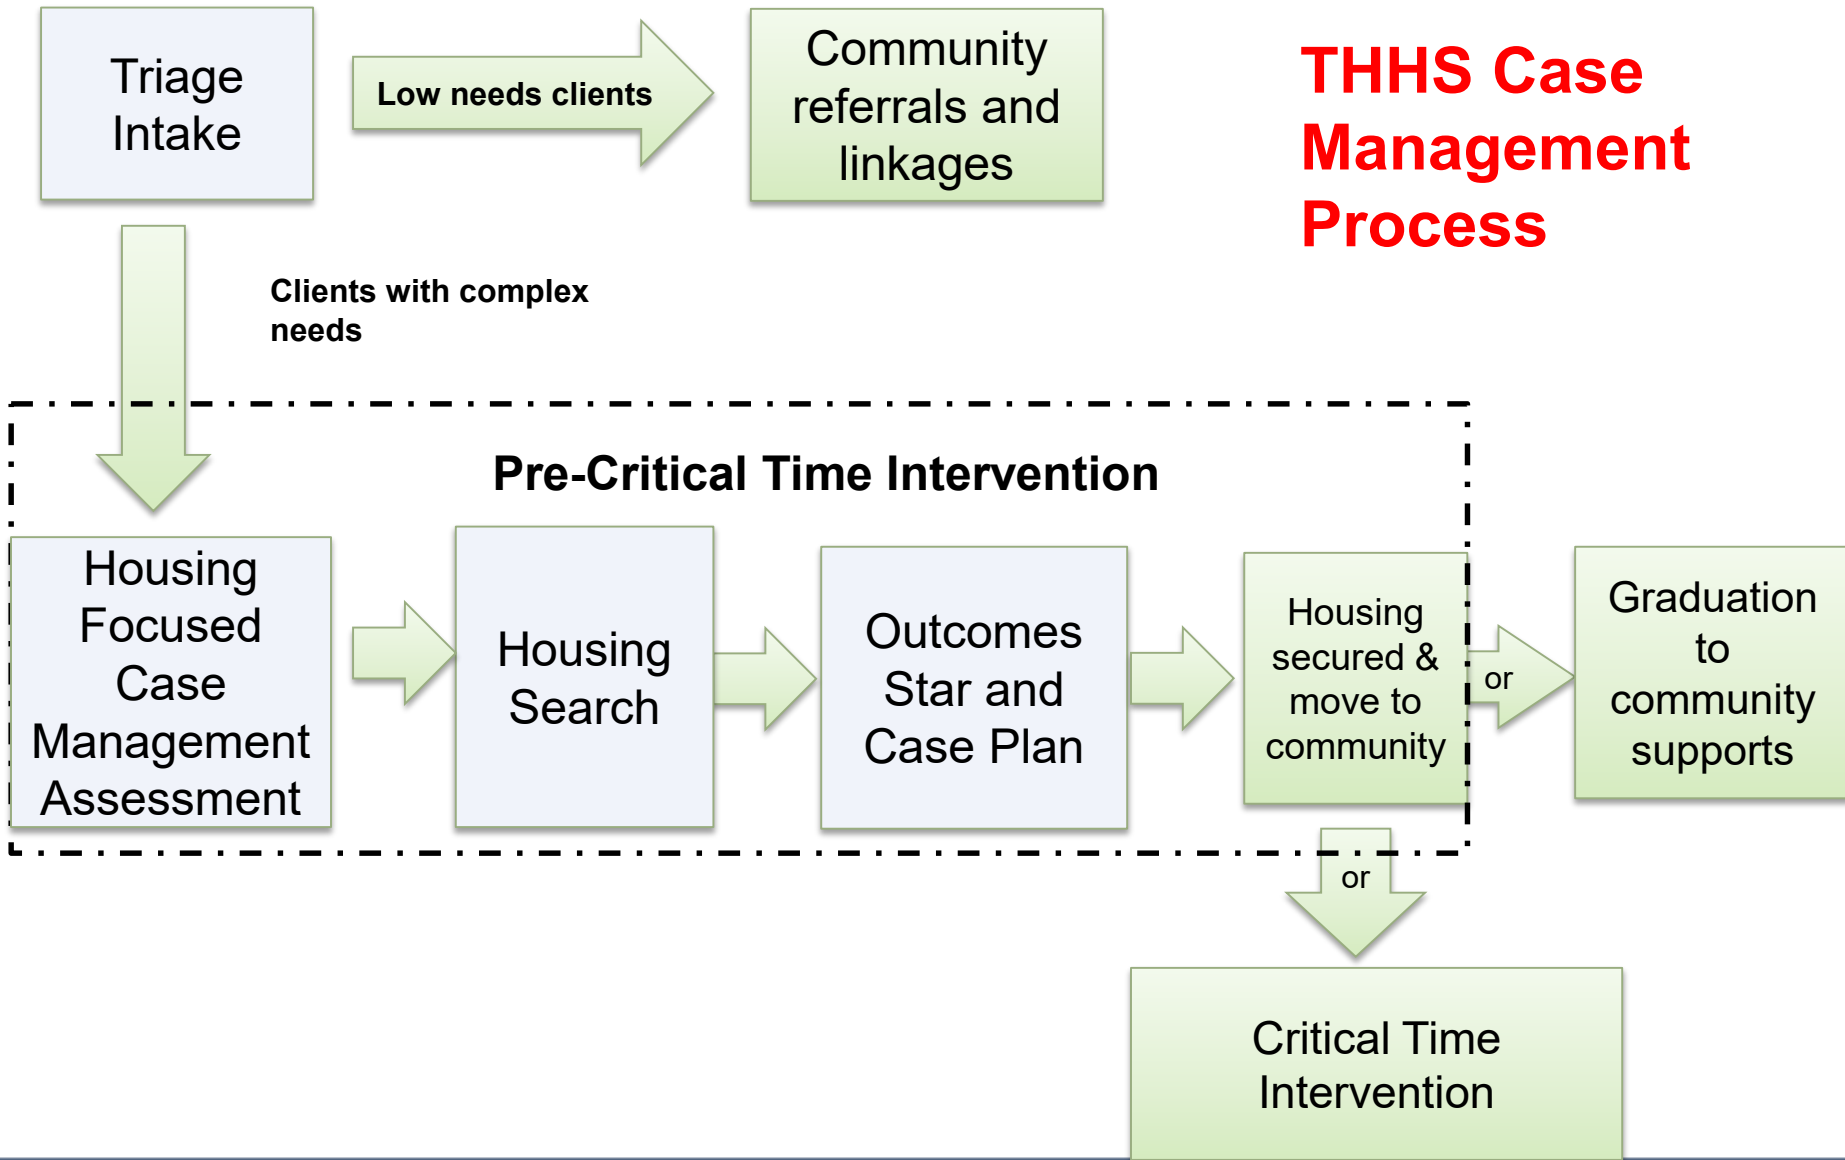 Triage
Intake
Low needs clients
Community
referrals and
linkages
THHS Case
Management
Process
Clients with complex
needs
Pre-Critical Time Intervention
Housing
Focused
Case
Management
Assessment
Housing
Search
Outcomes
Star and
Case Plan
Housing
secured &
move to
community
or
Graduation
to
community
supports
or
Critical Time
Intervention